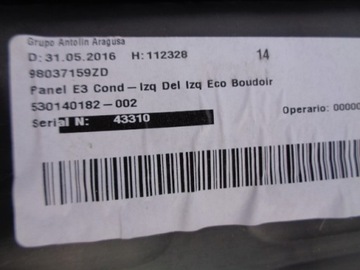 Grupo Antolin Aragusa
D: 31.05.2016 H: 112328 14
98037159ZD
Panel E3 Cond-Izq Del Izq Eco Boudoir
530140182-002
Operario: 00000
Serial N: 43310